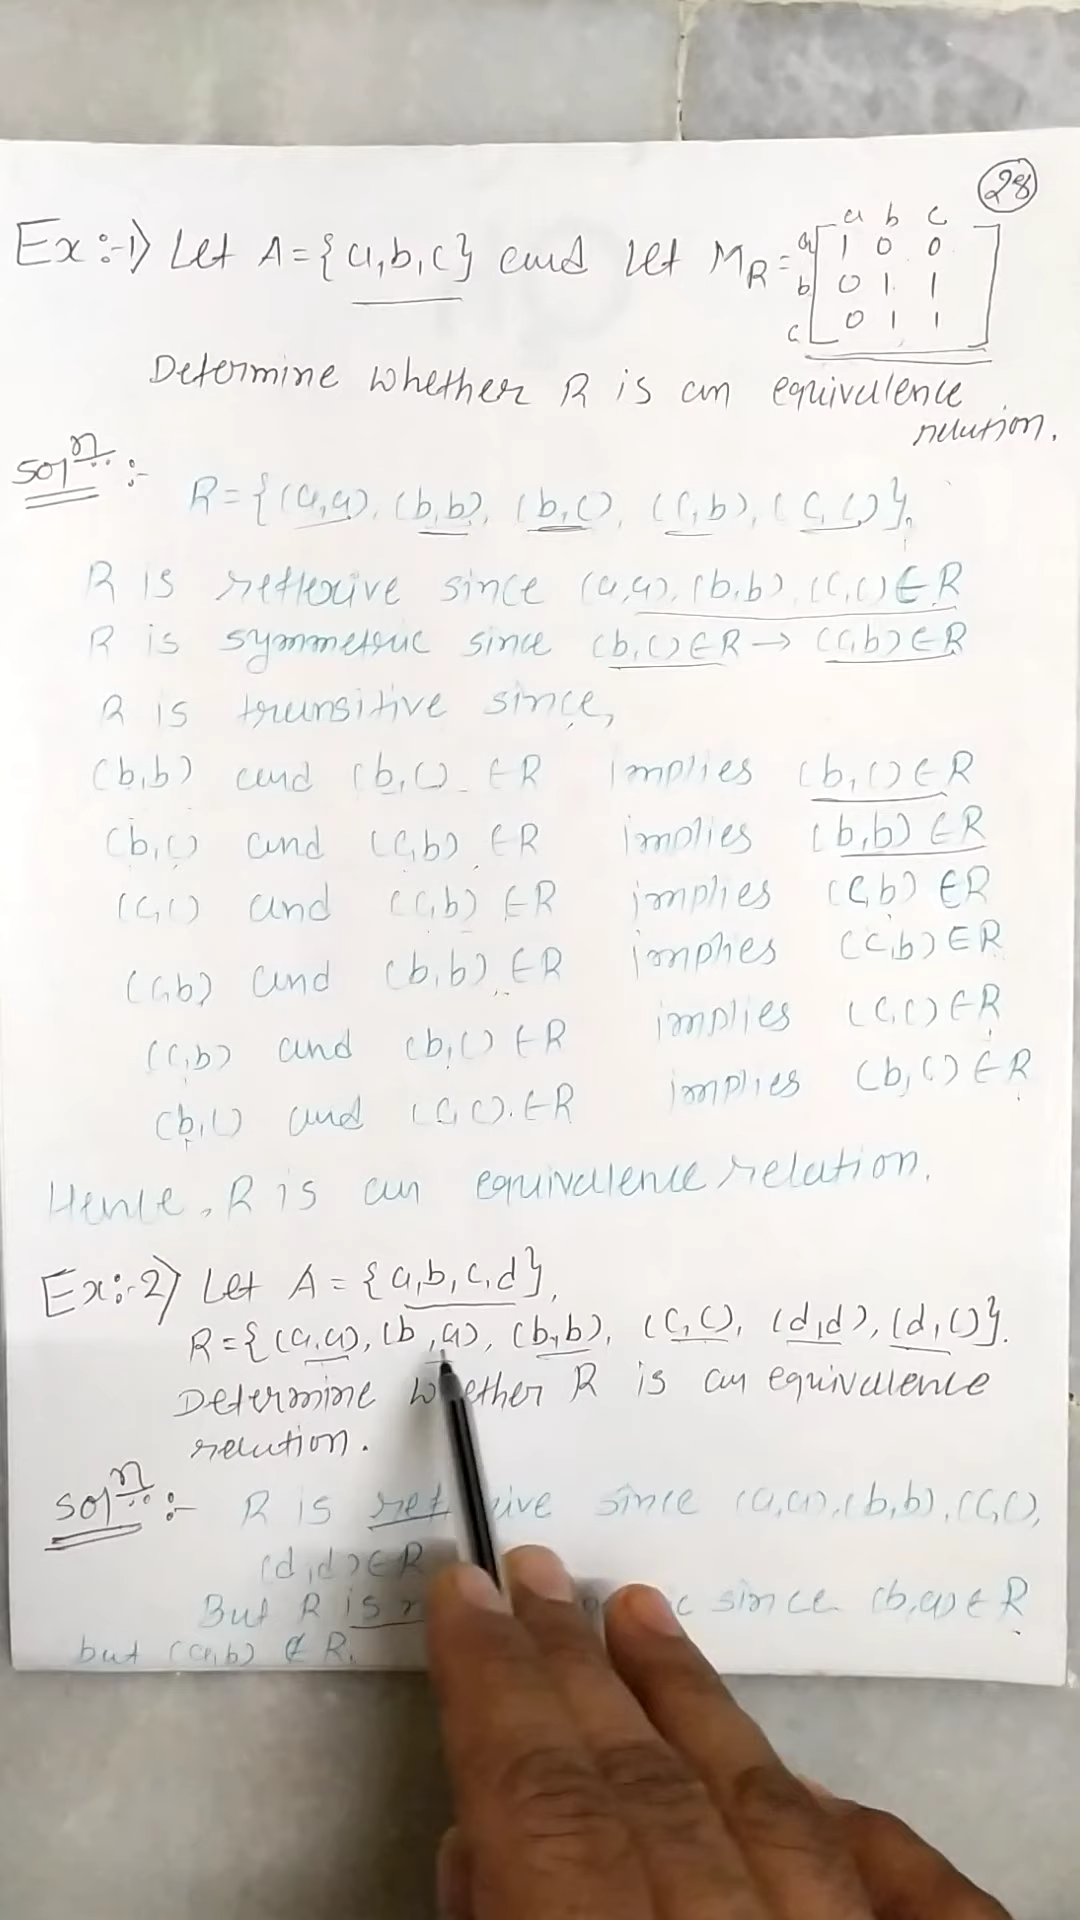 28
Ex:-1) Let A={a,b,c} and let MR =
a b c
a 1 0 0
b 0 1 1
c 0 1 1
Determine whether R is an equivalence
relation.
Solⁿ :-
R={(a,a), (b,b), (b,c), (c,b), (c,c)}.
R is reflexive since (a,a), (b,b), (c,c)∈R
R is symmetric since (b,c)∈R → (c,b)∈R
R is transitive since,
(b,b) and (b,c) ∈R implies (b,c)∈R
(b,c) and (c,b) ∈R implies (b,b) ∈R
(c,c) and (c,b) ∈R implies (c,b) ∈R
(c,b) and (b,b) ∈R implies (c,b)∈R
(c,b) and (b,c) ∈R implies (c,c)∈R
(b,c) and (c,c).∈R implies (b,c)∈R
Hence, R is an equivalence relation.
Ex:-2) Let A = {a,b,c,d},
R={(a,a), (b,a), (b,b), (c,c), (d,d), (d,c)}.
Determine whether R is an equivalence
relation.
Solⁿ :- R is since (a,a), (b,b), (c,c),
(d,d)∈R
But R is since (b,a)∈R
but (a,b) ∉ R.